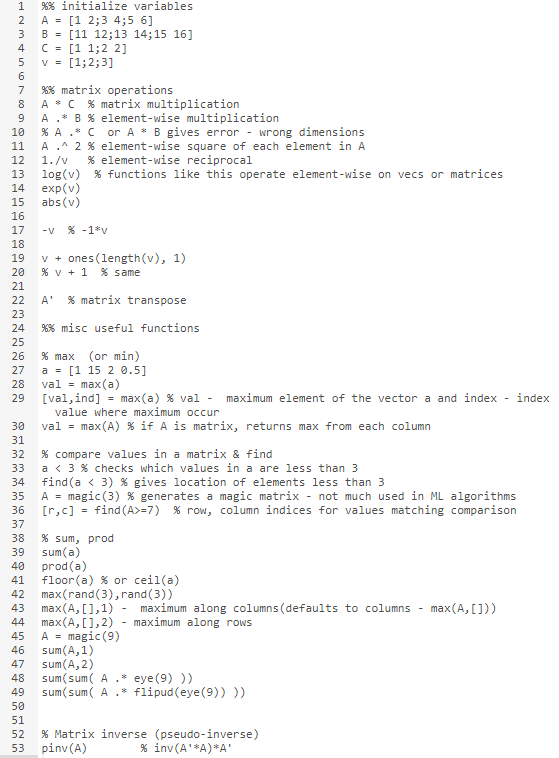 1 %% initialize variables
2 A = [1 2;3 4;5 6]
3 B = [11 12;13 14;15 16]
4 C = [1 1;2 2]
5 v = [1;2;3]
6
7 %% matrix operations
8 A * C % matrix multiplication
9 A .* B % element-wise multiplication
10 % A .* C or A * B gives error - wrong dimensions
11 A .^ 2 % element-wise square of each element in A
12 1./v % element-wise reciprocal
13 log(v) % functions like this operate element-wise on vecs or matrices
14 exp(v)
15 abs(v)
16
17 -v % -1*v
18
19 v + ones(length(v), 1)
20 % v + 1 % same
21
22 A' % matrix transpose
23
24 %% misc useful functions
25
26 % max (or min)
27 a = [1 15 2 0.5]
28 val = max(a)
29 [val,ind] = max(a) % val - maximum element of the vector a and index - index
value where maximum occur
30 val = max(A) % if A is matrix, returns max from each column
31
32 % compare values in a matrix & find
33 a < 3 % checks which values in a are less than 3
34 find(a < 3) % gives location of elements less than 3
35 A = magic(3) % generates a magic matrix - not much used in ML algorithms
36 [r,c] = find(A>=7) % row, column indices for values matching comparison
37
38 % sum, prod
39 sum(a)
40 prod(a)
41 floor(a) % or ceil(a)
42 max(rand(3),rand(3))
43 max(A,[],1) - maximum along columns(defaults to columns - max(A,[]))
44 max(A,[],2) - maximum along rows
45 A = magic(9)
46 sum(A,1)
47 sum(A,2)
48 sum(sum( A .* eye(9) ))
49 sum(sum( A .* flipud(eye(9)) ))
50
51
52 % Matrix inverse (pseudo-inverse)
53 pinv(A) % inv(A'*A)*A'